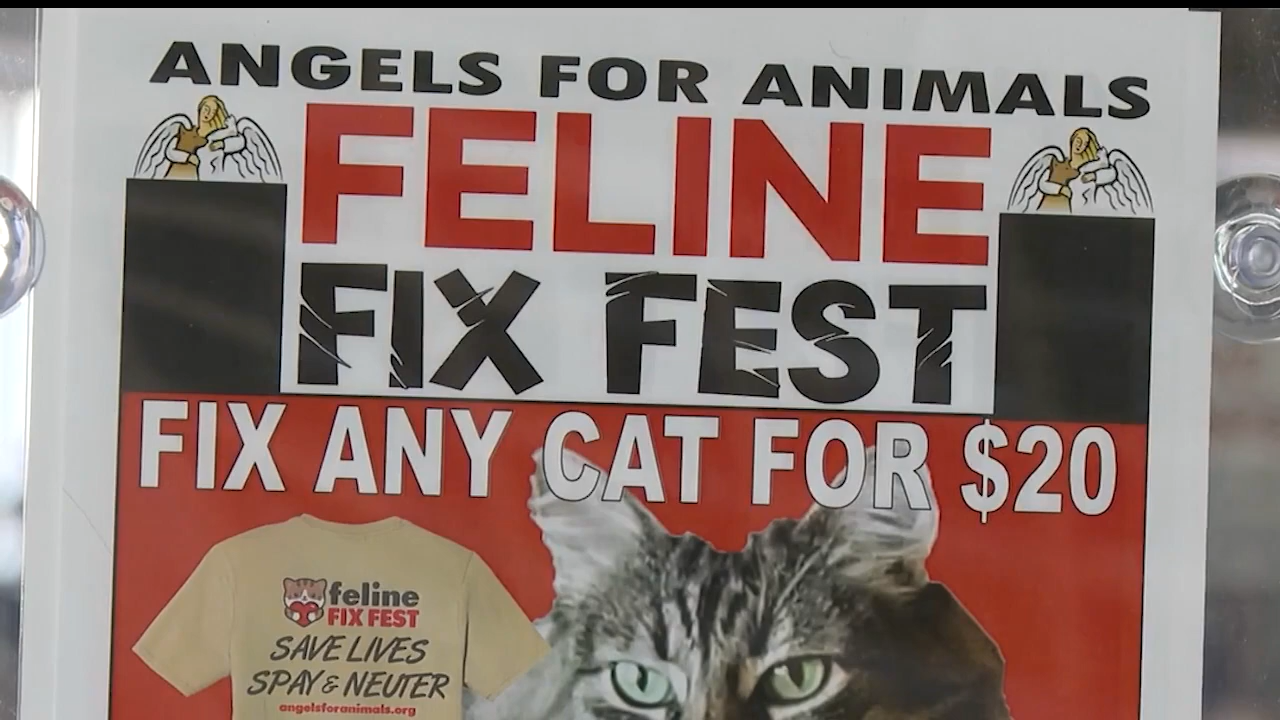 ANGELS FOR ANIMALS
FELINE
FIX FEST
FIX ANY CAT FOR $20
feline
FIX FEST
SAVE LIVES
SPAY & NEUTER
angelsforanimals.org